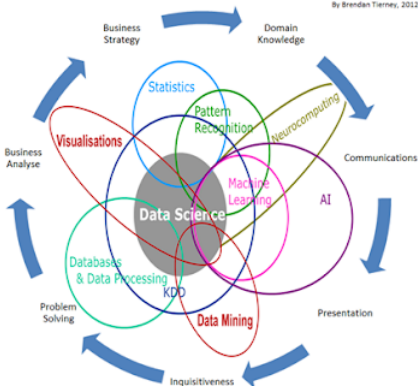 By Brendan Tierney, 2012
Business
Strategy
Domain
Knowledge
Statistics
Pattern
Recognition
Neurocomputing
Visualisations
Business
Analyse
Communications
Machine
Learning
AI
Data Science
Databases
& Data Processing
KDD
Data Mining
Problem
Solving
Presentation
Inquisitiveness